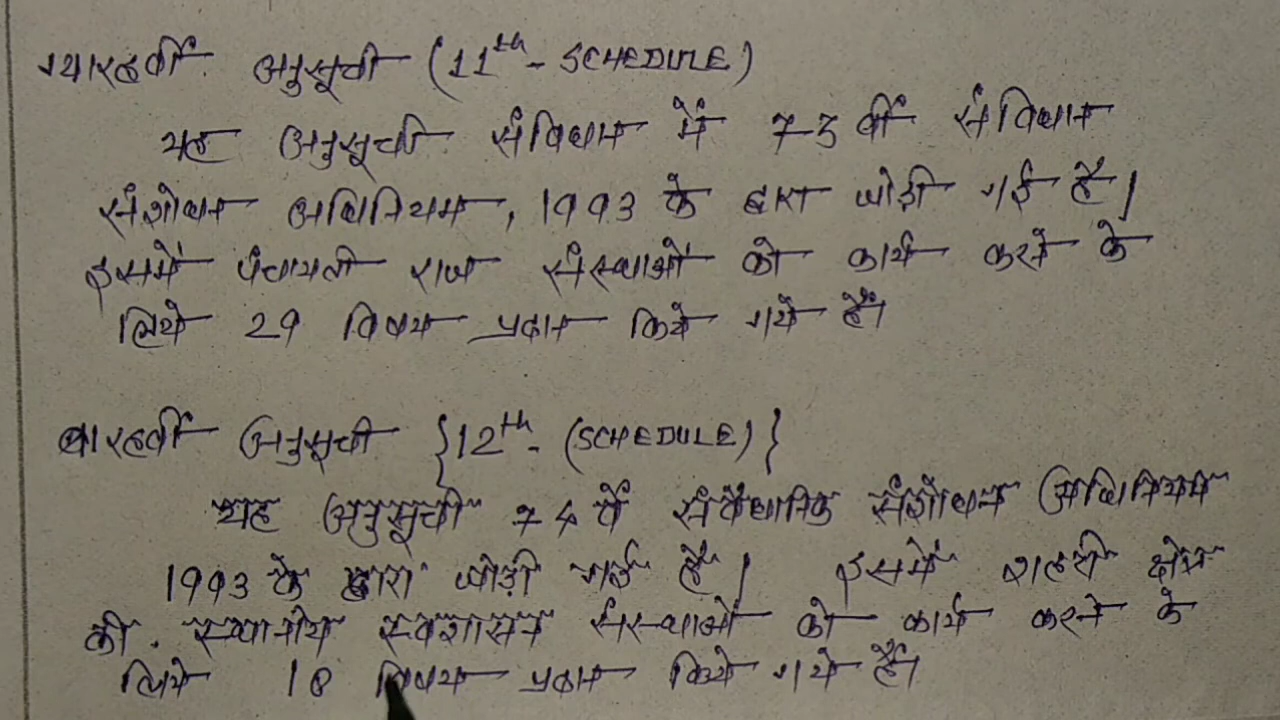 ग्यारहवीं अनुसूची (11th - SCHEDULE)
यह अनुसूची संविधान में 73 वीं संविधान
संशोधन अधिनियम, 1993 के द्वारा जोड़ी गई है।
इसमें पंचायती राज संस्थाओं को कार्य करने के
लिये 29 विषय प्रदान किये गये हैं।
बारहवीं अनुसूची {12th - (SCHEDULE)}
यह अनुसूची 74 वें संवैधानिक संशोधन अधिनियम
1993 के द्वारा जोड़ी गई है। इसमें शहरी क्षेत्र
की स्थानीय स्वशासन संस्थाओं को कार्य करने के
लिये 18 विषय प्रदान किये गये हैं।